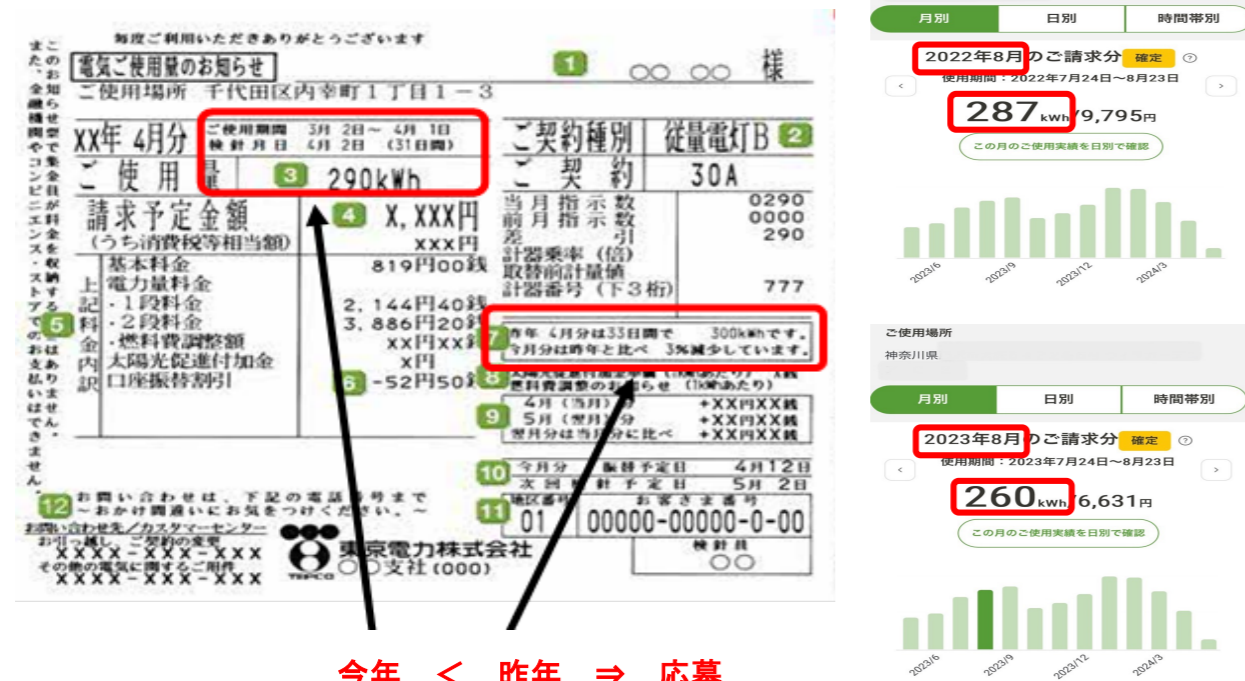 毎度ご利用いただきありがとうございます
電気ご使用量のお知らせ
1
○○ ○○ 様
ご使用場所 千代田区内幸町1丁目1-3
XX年 4月分
ご使用期間 3月 2日~ 4月 1日
検針月日 4月 2日 (31日間)
ご使用量 3 290kWh
ご契約種別 従量電灯B 2
ご契約 30A
請求予定金額 4 X,XXX円
(うち消費税等相当額) XXX円
上記料金内訳
基本料金 819円00銭
電力量料金
・1段料金 2,144円40銭
・2段料金 3,886円20銭
・燃料費調整額 XX円XX
太陽光促進付加金 X円
口座振替割引 6 -52円50
5
当月指示数 0290
前月指示数 0000
差引 290
計器乗率(倍)
取替前計量値
計器番号(下3桁) 777
7
昨年 4月分は33日間で 300kWhです。
今月分は昨年と比べ 3%減少しています。
8
燃料費調整のお知らせ (1kWhあたり)
9
4月(当月)分 +XX円XX銭
5月(翌月)分 +XX円XX銭
翌月分は当月分に比べ +XX円XX銭
10
今月分 振替予定日 4月12日
次回検針予定日 5月 2日
11
地区番号 01
お客さま番号 00000-00000-0-00
検針員
○○
12
お問い合わせは、下記の電話番号まで
~おかけ間違いにお気をつけください。~
お問い合わせ先/カスタマーセンター
お引っ越し、ご契約の変更
XXXX-XXX-XXX
その他の電気に関するご用件
XXXX-XXX-XXX
TEPCO
東京電力株式会社
○○支社(000)
今年 < 昨年 ⇒ 応募
月別 日別 時間帯別
2022年8月のご請求分 確定 ?
使用期間:2022年7月24日~8月23日
287kwh/9,795円
この月のご使用実績を日別で確認
2023/6 2023/9 2023/12 2024/3
ご使用場所
神奈川県
月別 日別 時間帯別
2023年8月のご請求分 確定 ?
使用期間:2023年7月24日~8月23日
260kwh/6,631円
この月のご使用実績を日別で確認
2023/6 2023/9 2023/12 2024/3